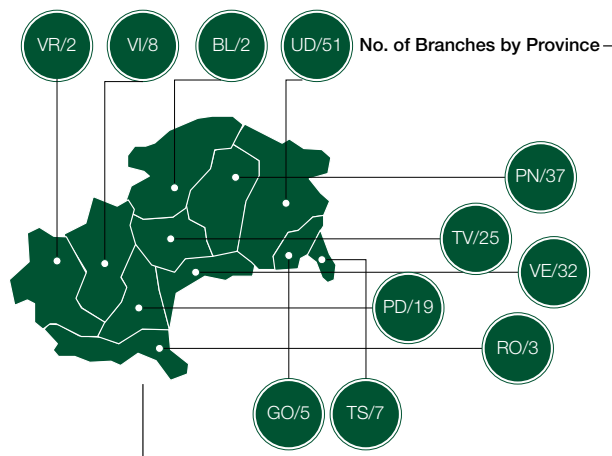 VR/2
VI/8
BL/2
UD/51
No. of Branches by Province
PN/37
TV/25
VE/32
PD/19
RO/3
GO/5
TS/7